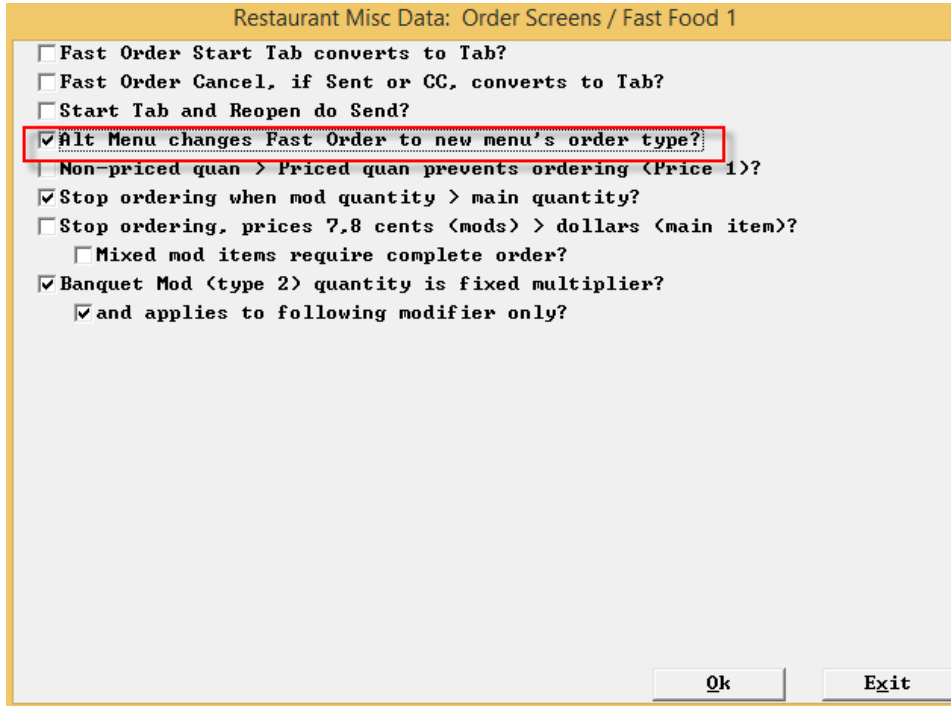 Restaurant Misc Data: Order Screens / Fast Food 1
Fast Order Start Tab converts to Tab?
Fast Order Cancel, if Sent or CC, converts to Tab?
Start Tab and Reopen do Send?
Alt Menu changes Fast Order to new menu's order type?
Non-priced quan > Priced quan prevents ordering (Price 1)?
Stop ordering when mod quantity > main quantity?
Stop ordering, prices 7,8 cents (mods) > dollars (main item)?
Mixed mod items require complete order?
Banquet Mod (type 2) quantity is fixed multiplier?
and applies to following modifier only?
Ok Exit